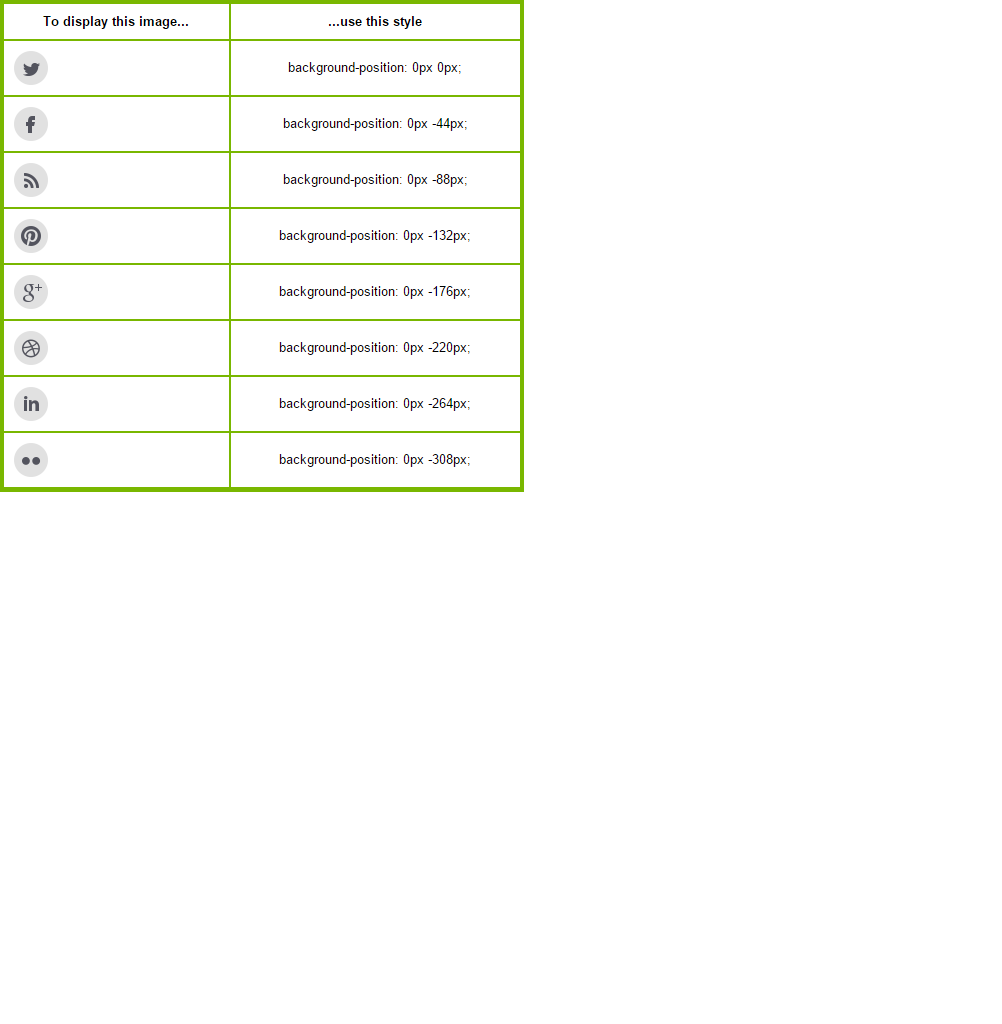 To display this image...
...use this style
background-position: 0px 0px;
background-position: 0px -44px;
background-position: 0px -88px;
background-position: 0px -132px;
g+
background-position: 0px -176px;
background-position: 0px -220px;
in
background-position: 0px -264px;
background-position: 0px -308px;